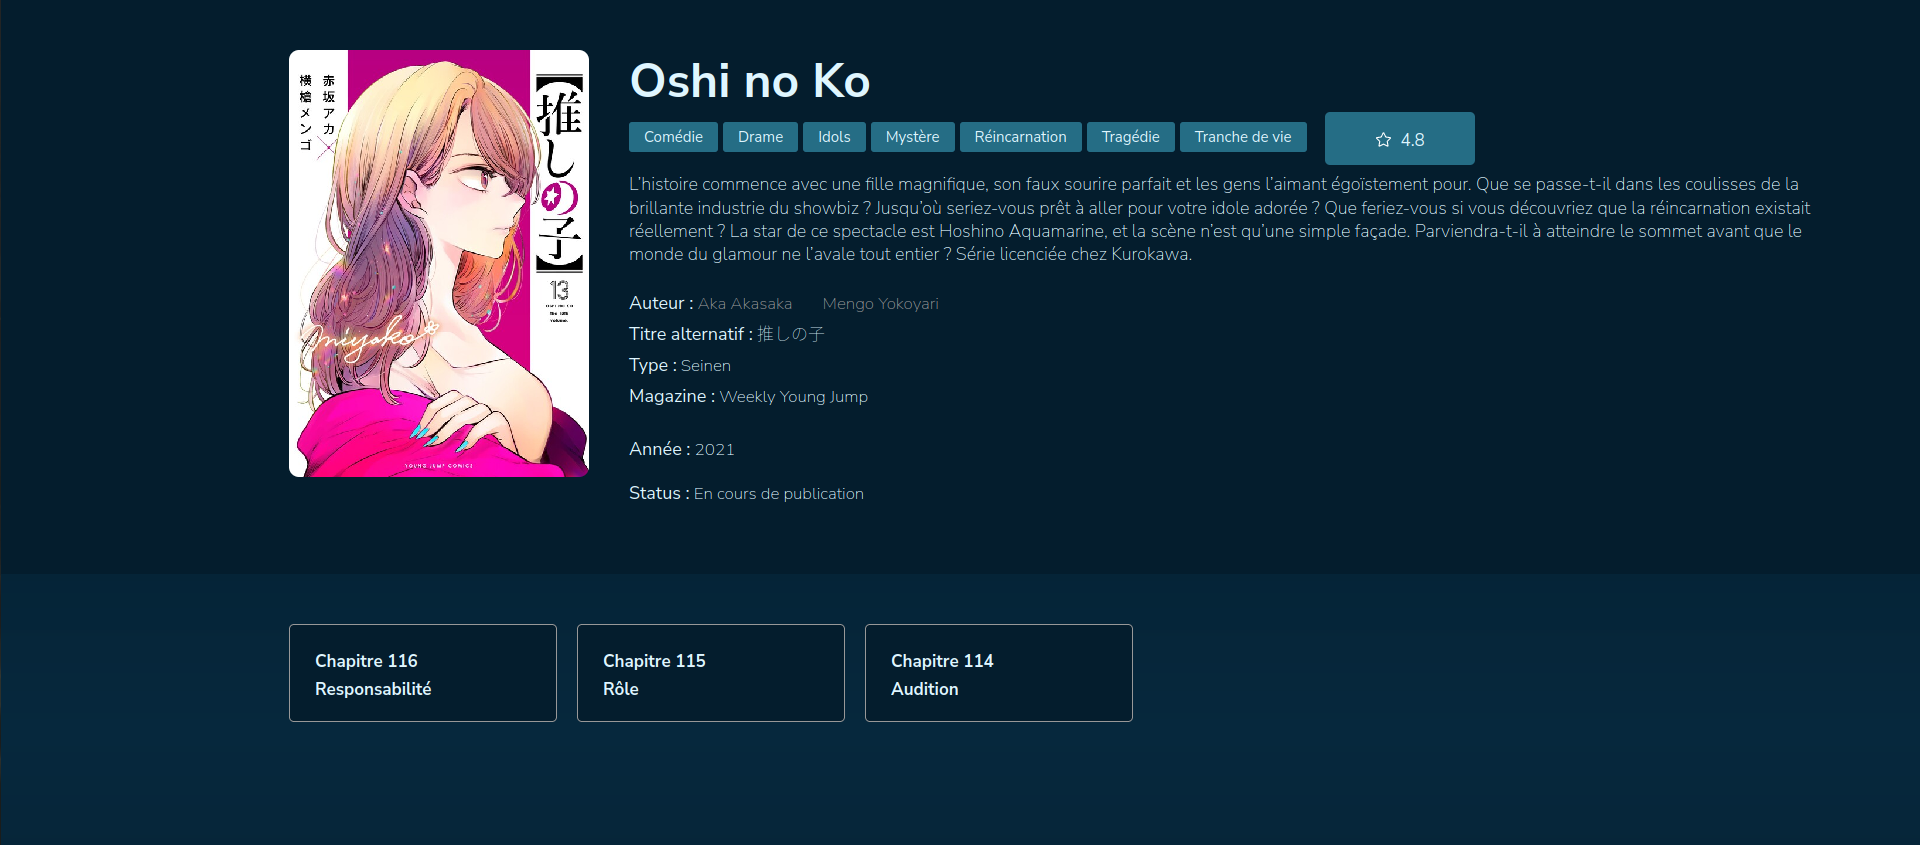 赤坂アカ
×
横槍メンゴ
【推しの子】
13
miyako
YOUNG JUMP COMICS
Oshi no Ko
Comédie
Drame
Idols
Mystère
Réincarnation
Tragédie
Tranche de vie
4.8
L’histoire commence avec une fille magnifique, son faux sourire parfait et les gens l’aimant égoïstement pour. Que se passe-t-il dans les coulisses de la
brillante industrie du showbiz ? Jusqu’où seriez-vous prêt à aller pour votre idole adorée ? Que feriez-vous si vous découvriez que la réincarnation existait
réellement ? La star de ce spectacle est Hoshino Aquamarine, et la scène n’est qu’une simple façade. Parviendra-t-il à atteindre le sommet avant que le
monde du glamour ne l’avale tout entier ? Série licenciée chez Kurokawa.
Auteur : Aka Akasaka Mengo Yokoyari
Titre alternatif : 推しの子
Type : Seinen
Magazine : Weekly Young Jump
Année : 2021
Status : En cours de publication
Chapitre 116
Responsabilité
Chapitre 115
Rôle
Chapitre 114
Audition